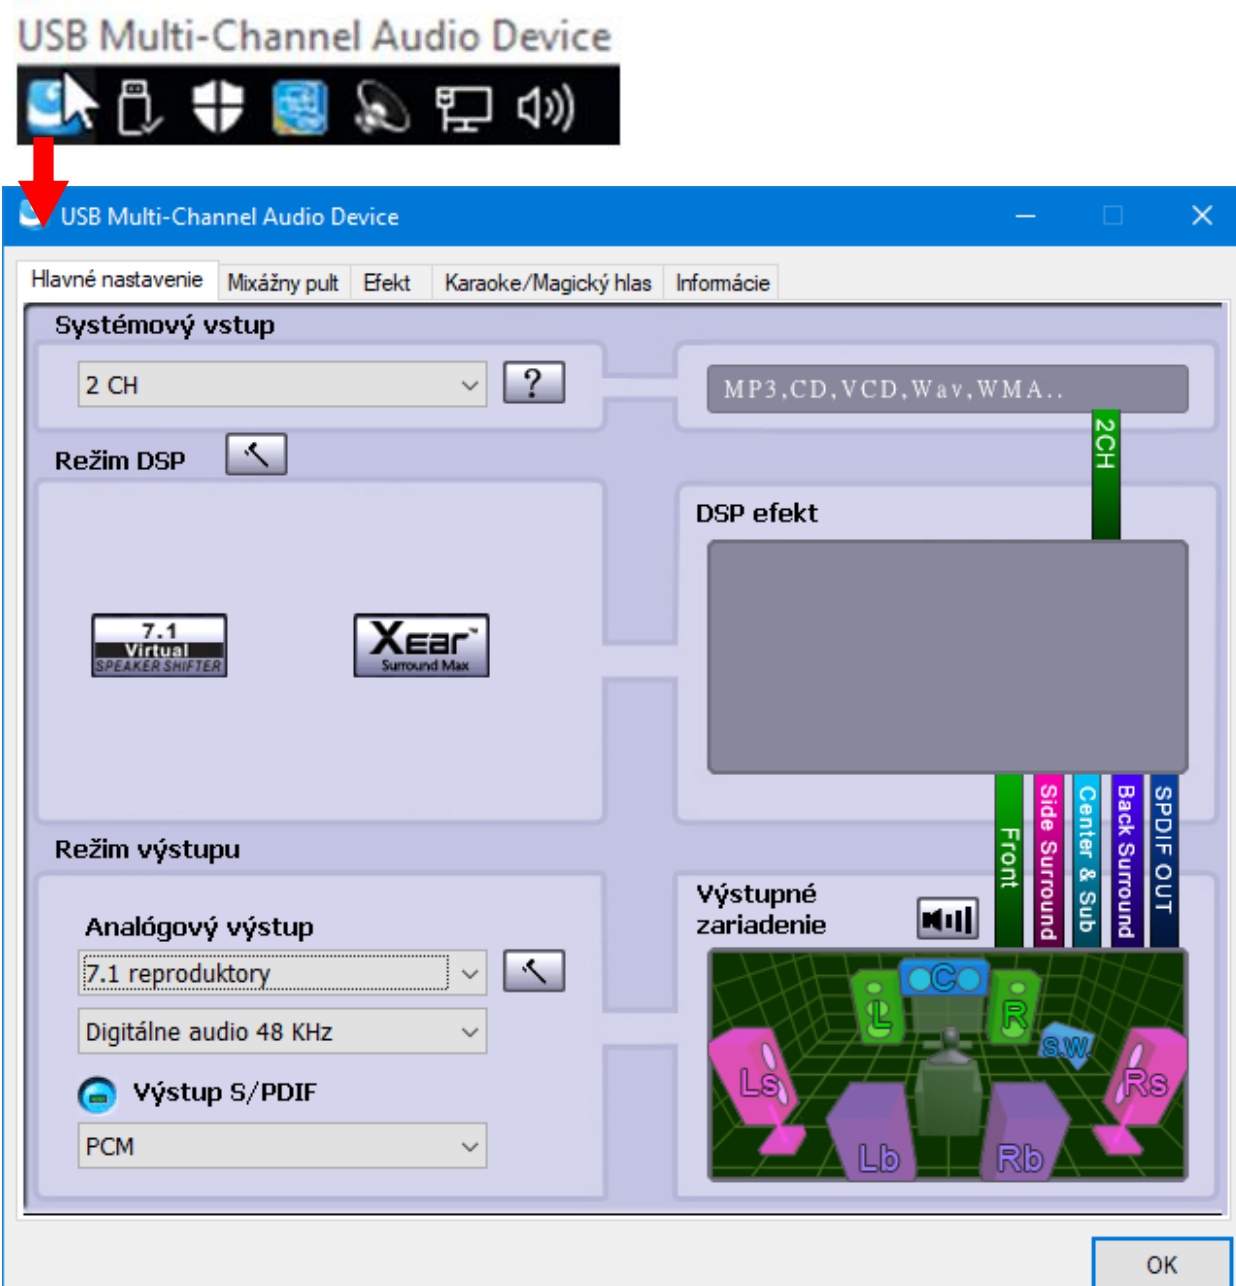 USB Multi-Channel Audio Device
USB Multi-Channel Audio Device
Hlavné nastavenie Mixážny pult Efekt Karaoke/Magický hlas Informácie
Systémový vstup
2 CH
?
MP3,CD,VCD,Wav,WMA..
2CH
Režim DSP
DSP efekt
7.1
Virtual
SPEAKER SHIFTER
Xear™
Surround Max
Front
Side Surround
Center & Sub
Back Surround
SPDIF OUT
Režim výstupu
Analógový výstup
7.1 reproduktory
Digitálne audio 48 KHz
Výstup S/PDIF
PCM
Výstupné
zariadenie
C
L
R
S.W.
Ls
Rs
Lb
Rb
OK